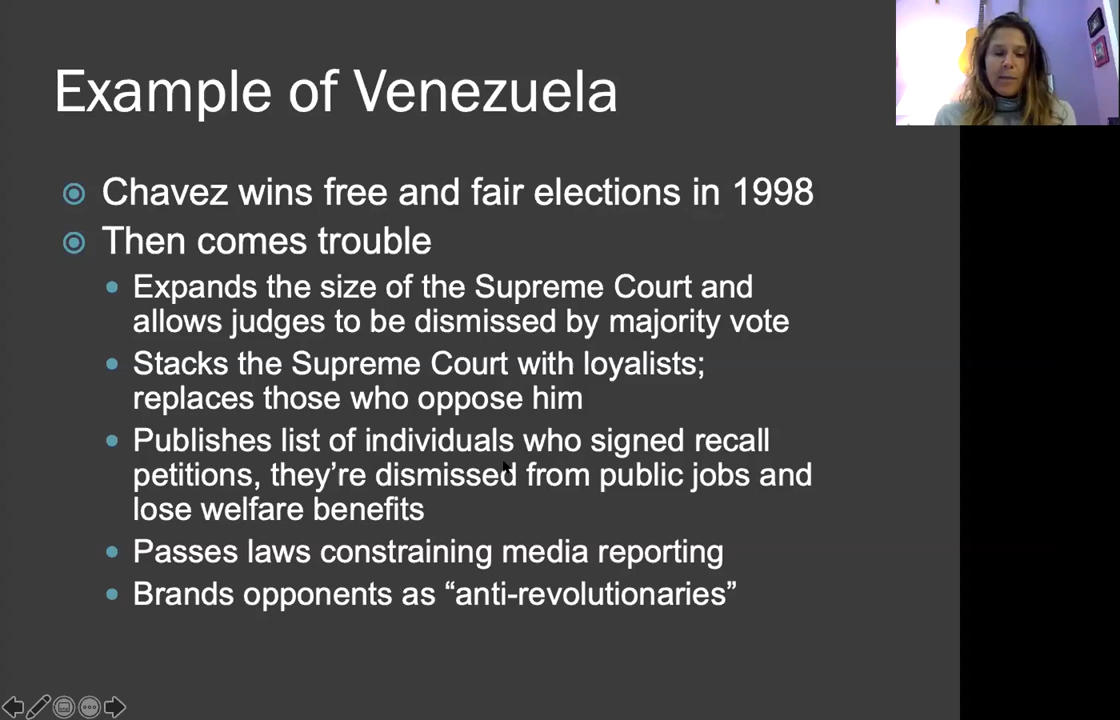 Example of Venezuela
Chavez wins free and fair elections in 1998
Then comes trouble
Expands the size of the Supreme Court and
allows judges to be dismissed by majority vote
Stacks the Supreme Court with loyalists;
replaces those who oppose him
Publishes list of individuals who signed recall
petitions, they’re dismissed from public jobs and
lose welfare benefits
Passes laws constraining media reporting
Brands opponents as “anti-revolutionaries”